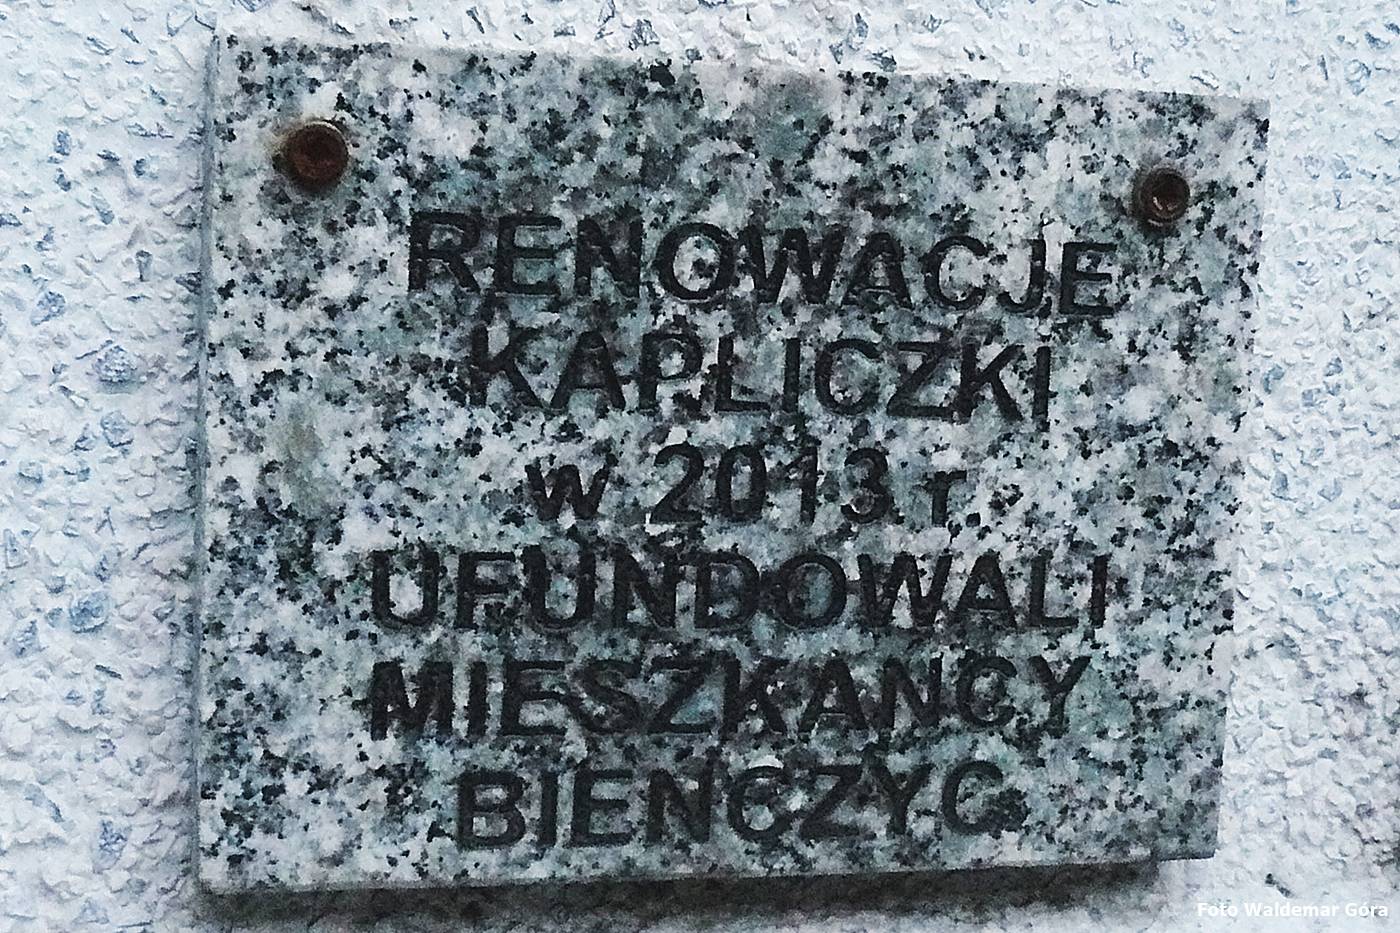 RENOWACJE
KAPLICZKI
w 2013 r
UFUNDOWALI
MIESZKANCY
BIENCZYC
Foto Waldemar Góra